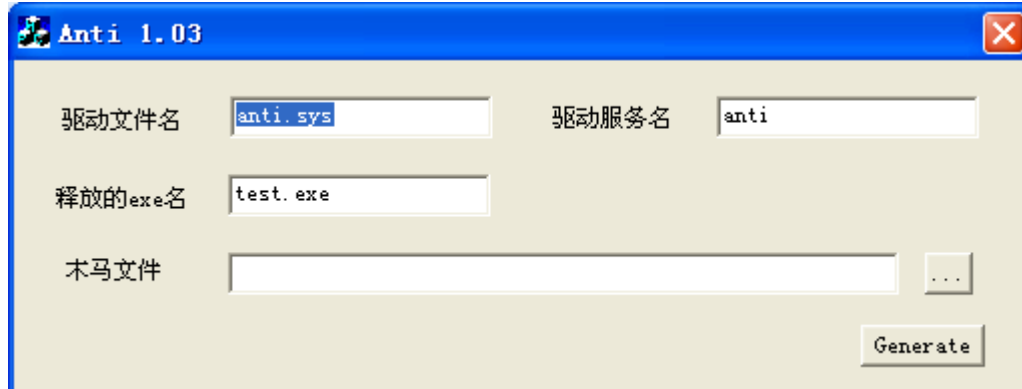 Anti 1.03
驱动文件名 anti.sys 驱动服务名 anti
释放的exe名 test.exe
木马文件 ...
Generate